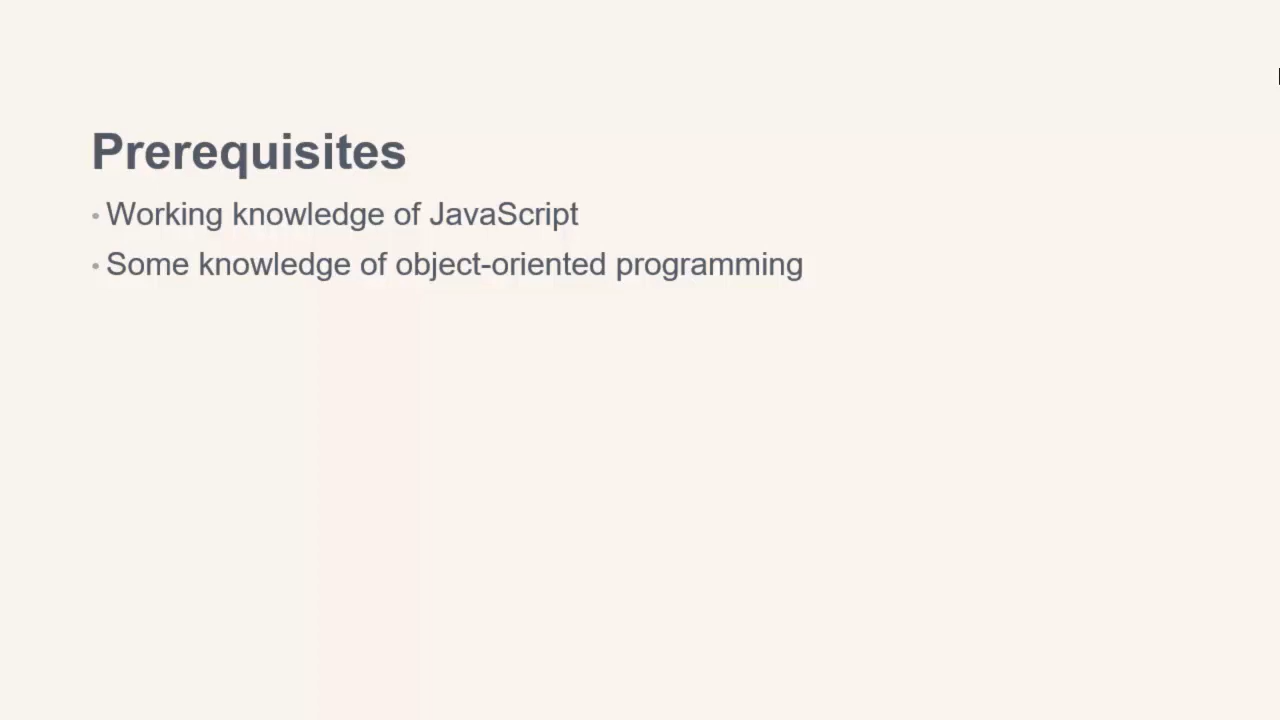 Prerequisites
• Working knowledge of JavaScript
• Some knowledge of object-oriented programming